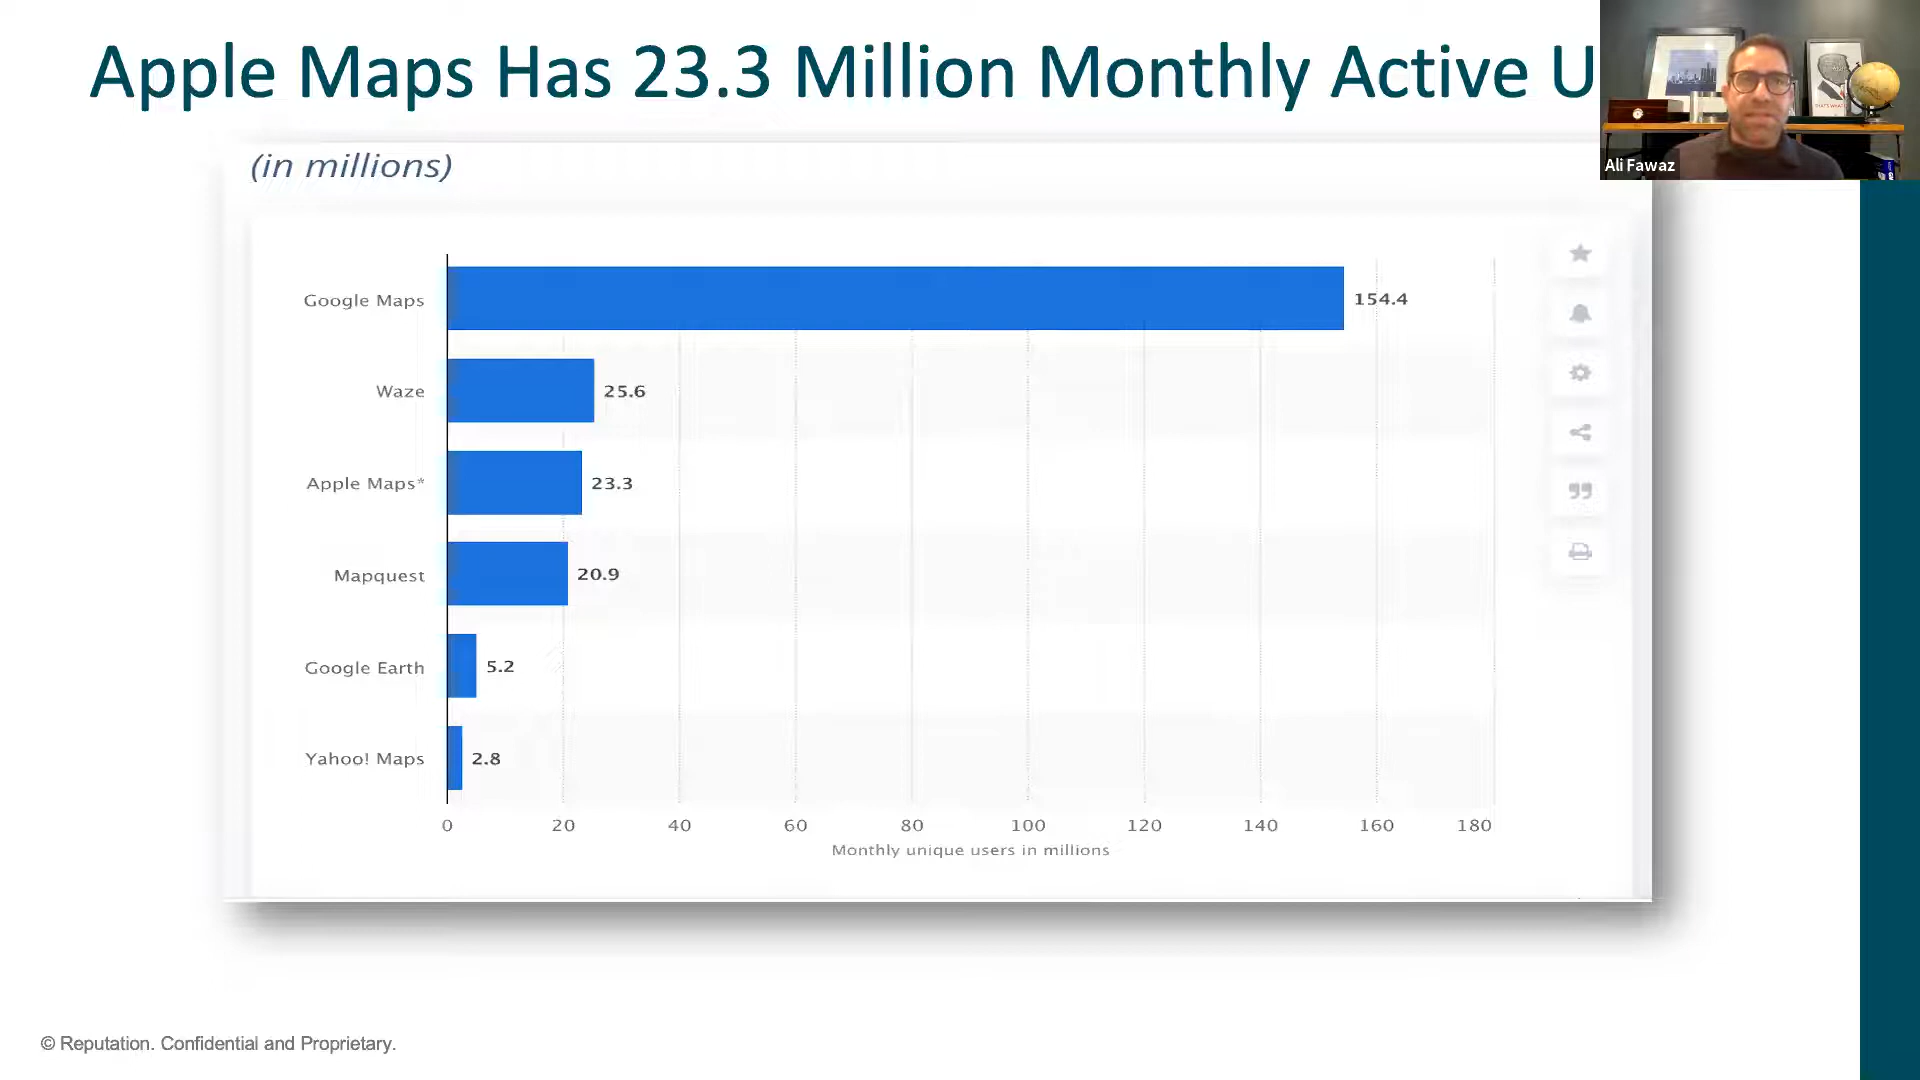 Apple Maps Has 23.3 Million Monthly Active U
(in millions)
Ali Fawaz
Google Maps 154.4
Waze 25.6
Apple Maps* 23.3
Mapquest 20.9
Google Earth 5.2
Yahoo! Maps 2.8
0 20 40 60 80 100 120 140 160 180
Monthly unique users in millions
© Reputation. Confidential and Proprietary.